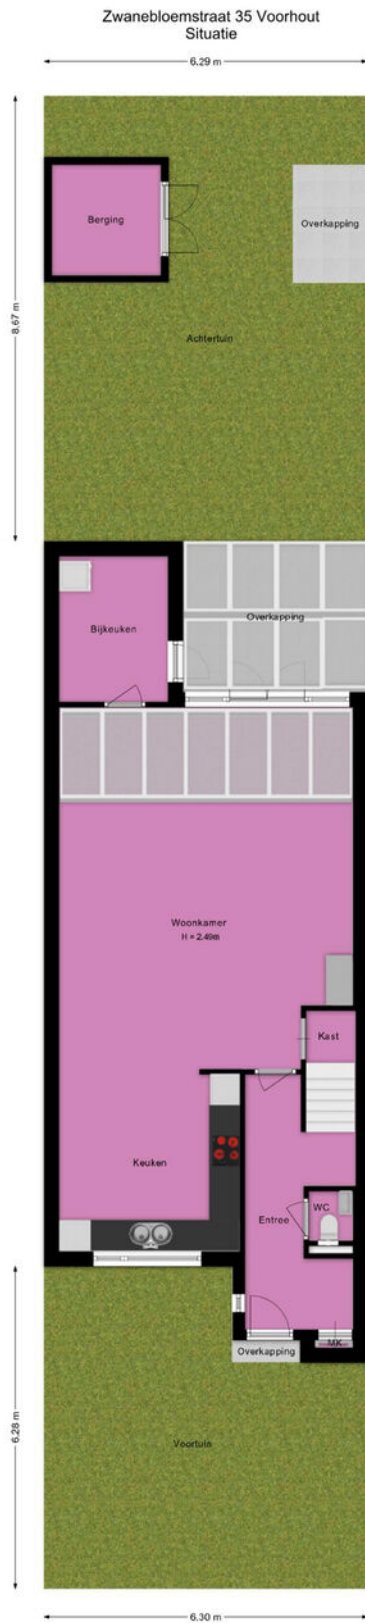 Zwanebloemstraat 35 Voorhout
Situatie
6.29 m
Berging
Overkapping
8.67 m
Achtertuin
Overkapping
Bijkeuken
Woonkamer
H = 2.49m
Kast
Keuken
WC
Entree
MK
Overkapping
6.28 m
Voortuin
6.30 m